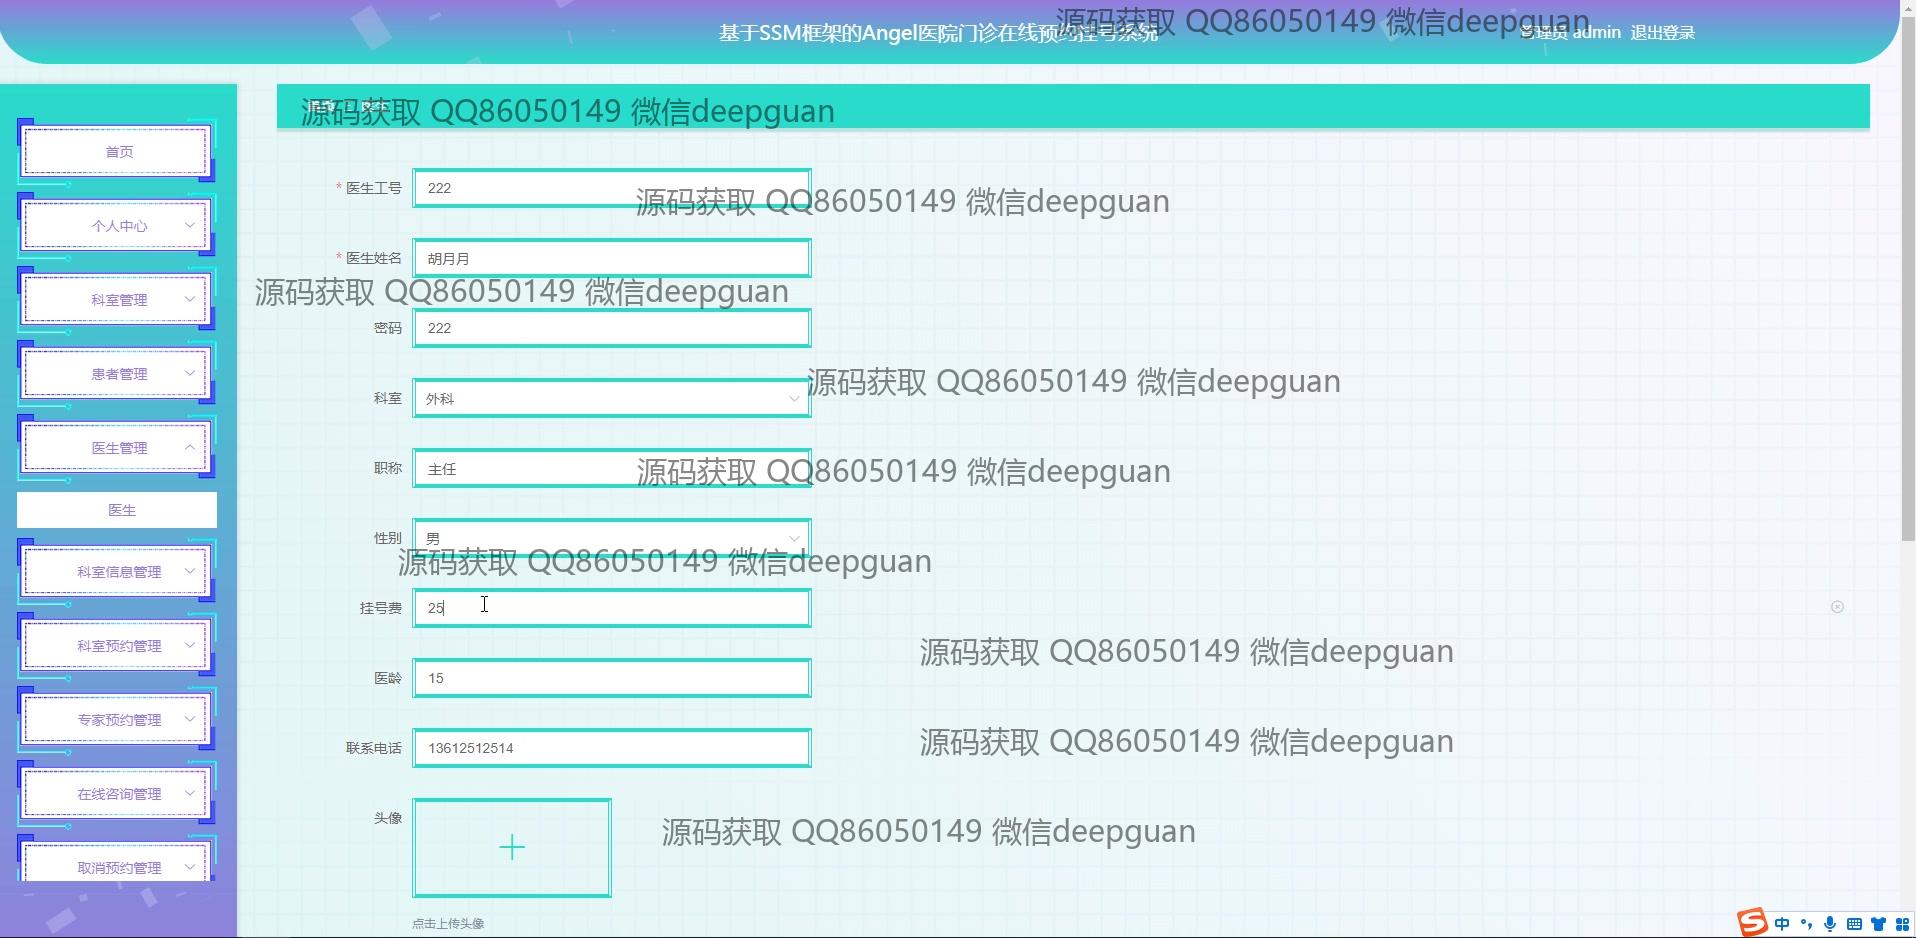 基于SSM框架的Angel医院门诊在线预约挂号系统
源码获取 QQ86050149 微信deepguan
管理员 admin 退出登录
源码获取 QQ86050149 微信deepguan
首页
* 医生工号 222
源码获取 QQ86050149 微信deepguan
个人中心
* 医生姓名 胡月月
源码获取 QQ86050149 微信deepguan
科室管理
密码 222
患者管理
源码获取 QQ86050149 微信deepguan
科室 外科
医生管理
职称 主任
源码获取 QQ86050149 微信deepguan
医生
性别 男
源码获取 QQ86050149 微信deepguan
科室信息管理
挂号费 25
科室预约管理
源码获取 QQ86050149 微信deepguan
医龄 15
专家预约管理
联系电话 13612512514
源码获取 QQ86050149 微信deepguan
在线咨询管理
头像
源码获取 QQ86050149 微信deepguan
取消预约管理
点击上传头像
中